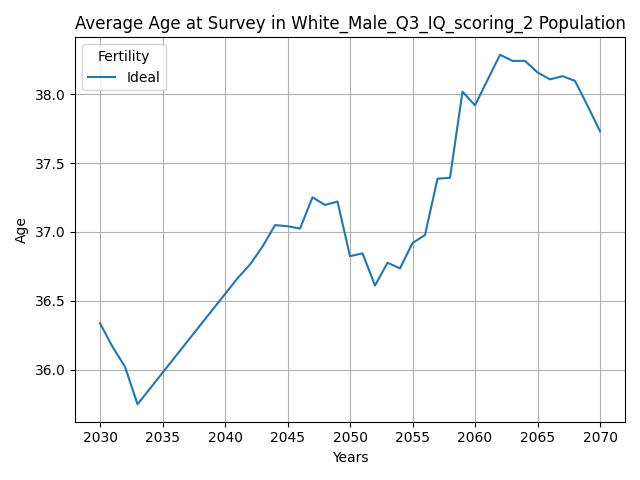 Average Age at Survey in White_Male_Q3_IQ_scoring_2 Population
Fertility
Ideal
Age
38.0
37.5
37.0
36.5
36.0
2030 2035 2040 2045 2050 2055 2060 2065 2070
Years